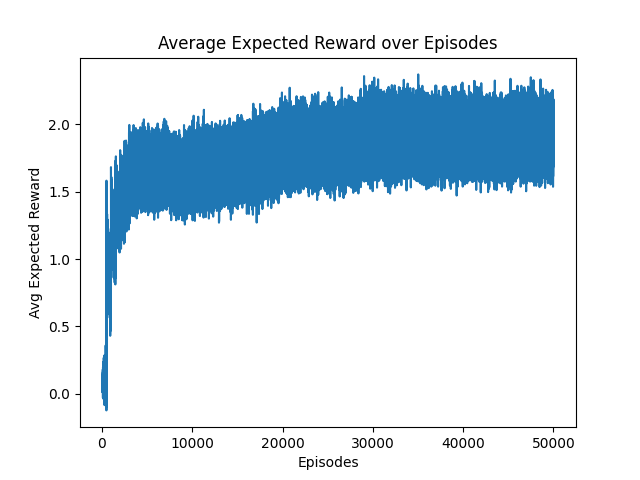 Average Expected Reward over Episodes
2.0
1.5
1.0
0.5
0.0
Avg Expected Reward
0 10000 20000 30000 40000 50000
Episodes